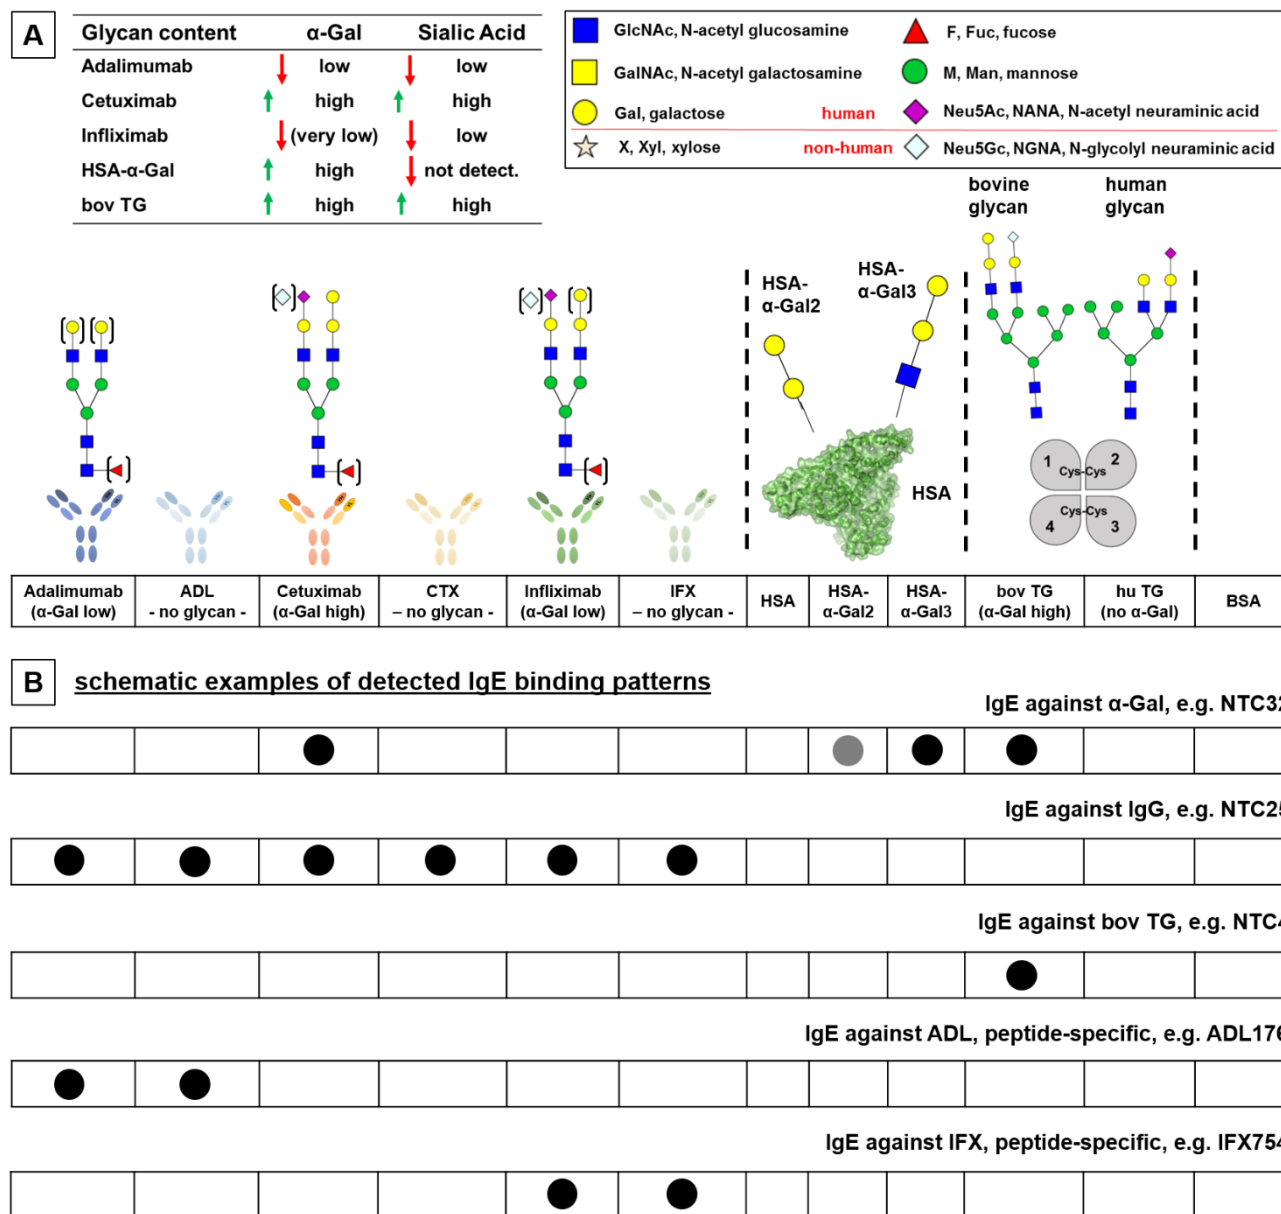 A
Glycan content α-Gal Sialic Acid
Adalimumab low low
Cetuximab high high
Infliximab (very low) low
HSA-α-Gal high not detect.
bov TG high high
GlcNAc, N-acetyl glucosamine
GalNAc, N-acetyl galactosamine
Gal, galactose human
X, Xyl, xylose non-human
F, Fuc, fucose
M, Man, mannose
Neu5Ac, NANA, N-acetyl neuraminic acid
Neu5Gc, NGNA, N-glycolyl neuraminic acid
bovine
glycan
human
glycan
HSA-
α-Gal2
HSA-
α-Gal3
HSA
1 Cys-Cys 2
4 Cys-Cys 3
Adalimumab
(α-Gal low)
ADL
- no glycan -
Cetuximab
(α-Gal high)
CTX
– no glycan -
Infliximab
(α-Gal low)
IFX
– no glycan -
HSA
HSA-
α-Gal2
HSA-
α-Gal3
bov TG
(α-Gal high)
hu TG
(no α-Gal)
BSA
B schematic examples of detected IgE binding patterns
IgE against α-Gal, e.g. NTC32
IgE against IgG, e.g. NTC25
IgE against bov TG, e.g. NTC4
IgE against ADL, peptide-specific, e.g. ADL176
IgE against IFX, peptide-specific, e.g. IFX754